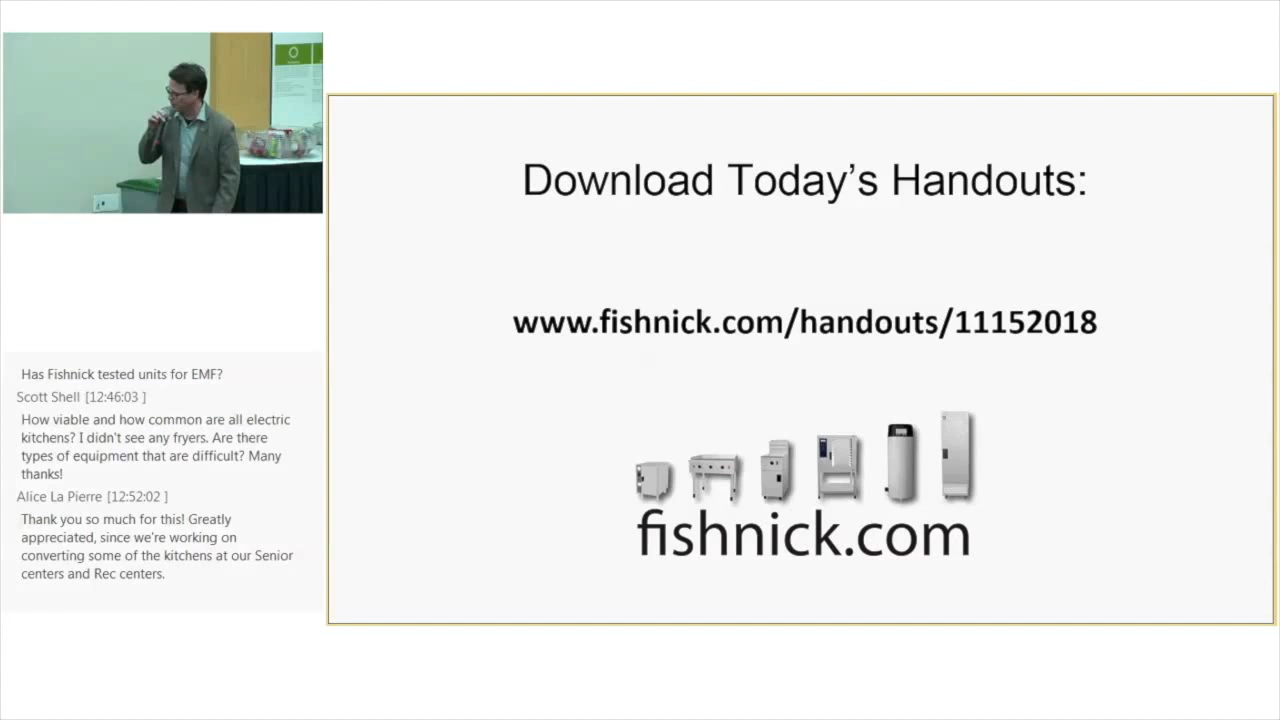 Download Today's Handouts:
www.fishnick.com/handouts/11152018
fishnick.com
Has Fishnick tested units for EMF?
Scott Shell [12:46:03 ]
How viable and how common are all electric
kitchens? I didn't see any fryers. Are there
types of equipment that are difficult? Many
thanks!
Alice La Pierre [12:52:02 ]
Thank you so much for this! Greatly
appreciated, since we're working on
converting some of the kitchens at our Senior
centers and Rec centers.